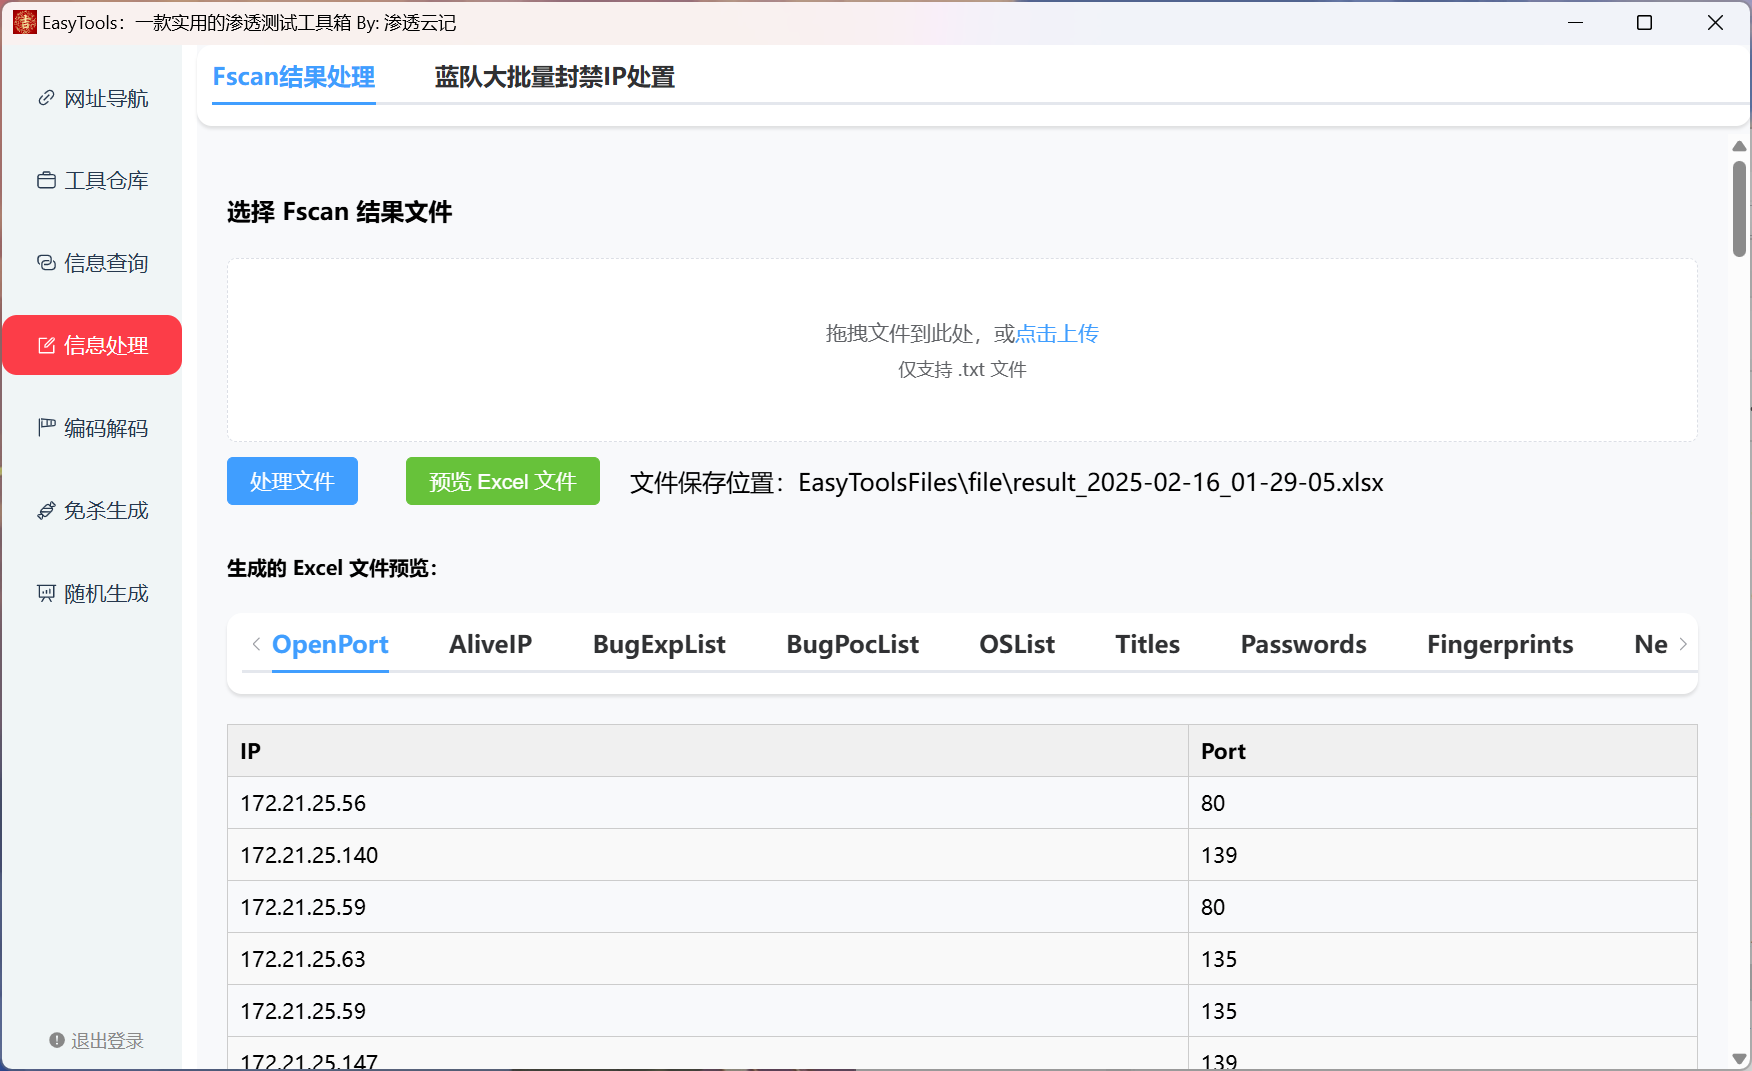 EasyTools：一款实用的渗透测试工具箱 By: 渗透云记
网址导航
工具仓库
信息查询
信息处理
编码解码
免杀生成
随机生成
退出登录
Fscan结果处理 蓝队大批量封禁IP处置
选择 Fscan 结果文件
拖拽文件到此处，或点击上传
仅支持 .txt 文件
处理文件 预览 Excel 文件 文件保存位置：EasyToolsFiles\file\result_2025-02-16_01-29-05.xlsx
生成的 Excel 文件预览：
OpenPort AliveIP BugExpList BugPocList OSList Titles Passwords Fingerprints Ne
IP Port
172.21.25.56 80
172.21.25.140 139
172.21.25.59 80
172.21.25.63 135
172.21.25.59 135
172.21.25.147 139